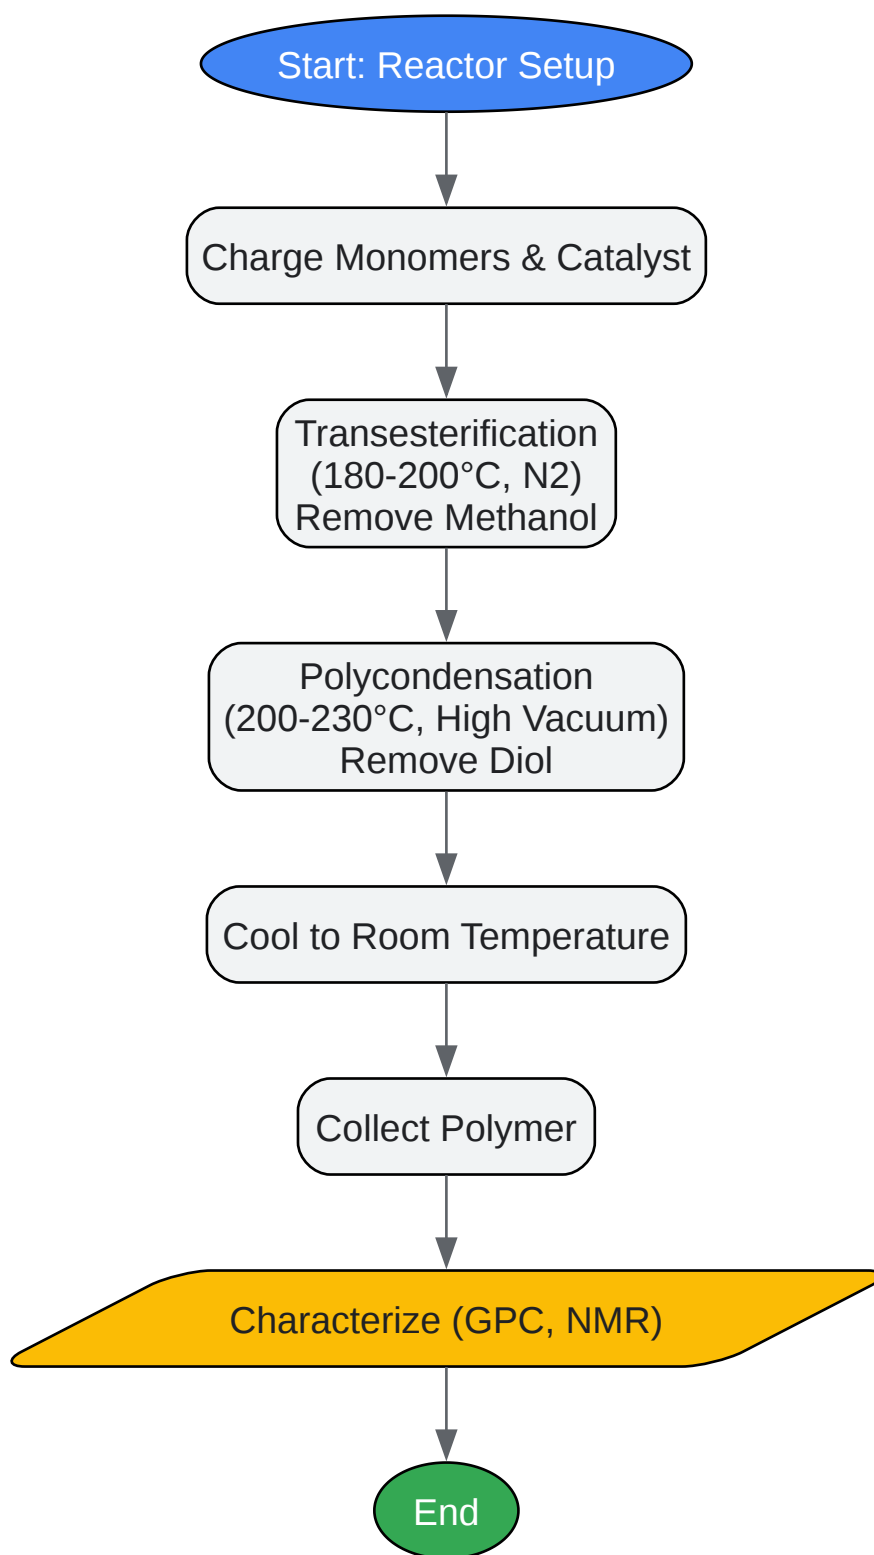 Start: Reactor Setup
Charge Monomers & Catalyst
Transesterification
(180-200°C, N2)
Remove Methanol
Polycondensation
(200-230°C, High Vacuum)
Remove Diol
Cool to Room Temperature
Collect Polymer
Characterize (GPC, NMR)
End